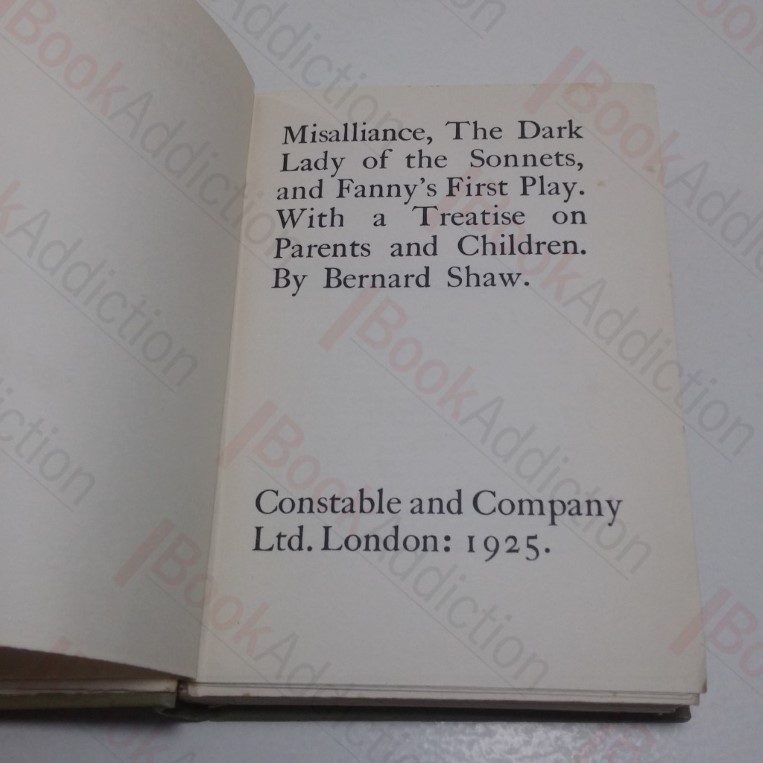 Misalliance, The Dark
Lady of the Sonnets,
and Fanny's First Play.
With a Treatise on
Parents and Children.
By Bernard Shaw.
Constable and Company
Ltd. London: 1925.
BookAddiction